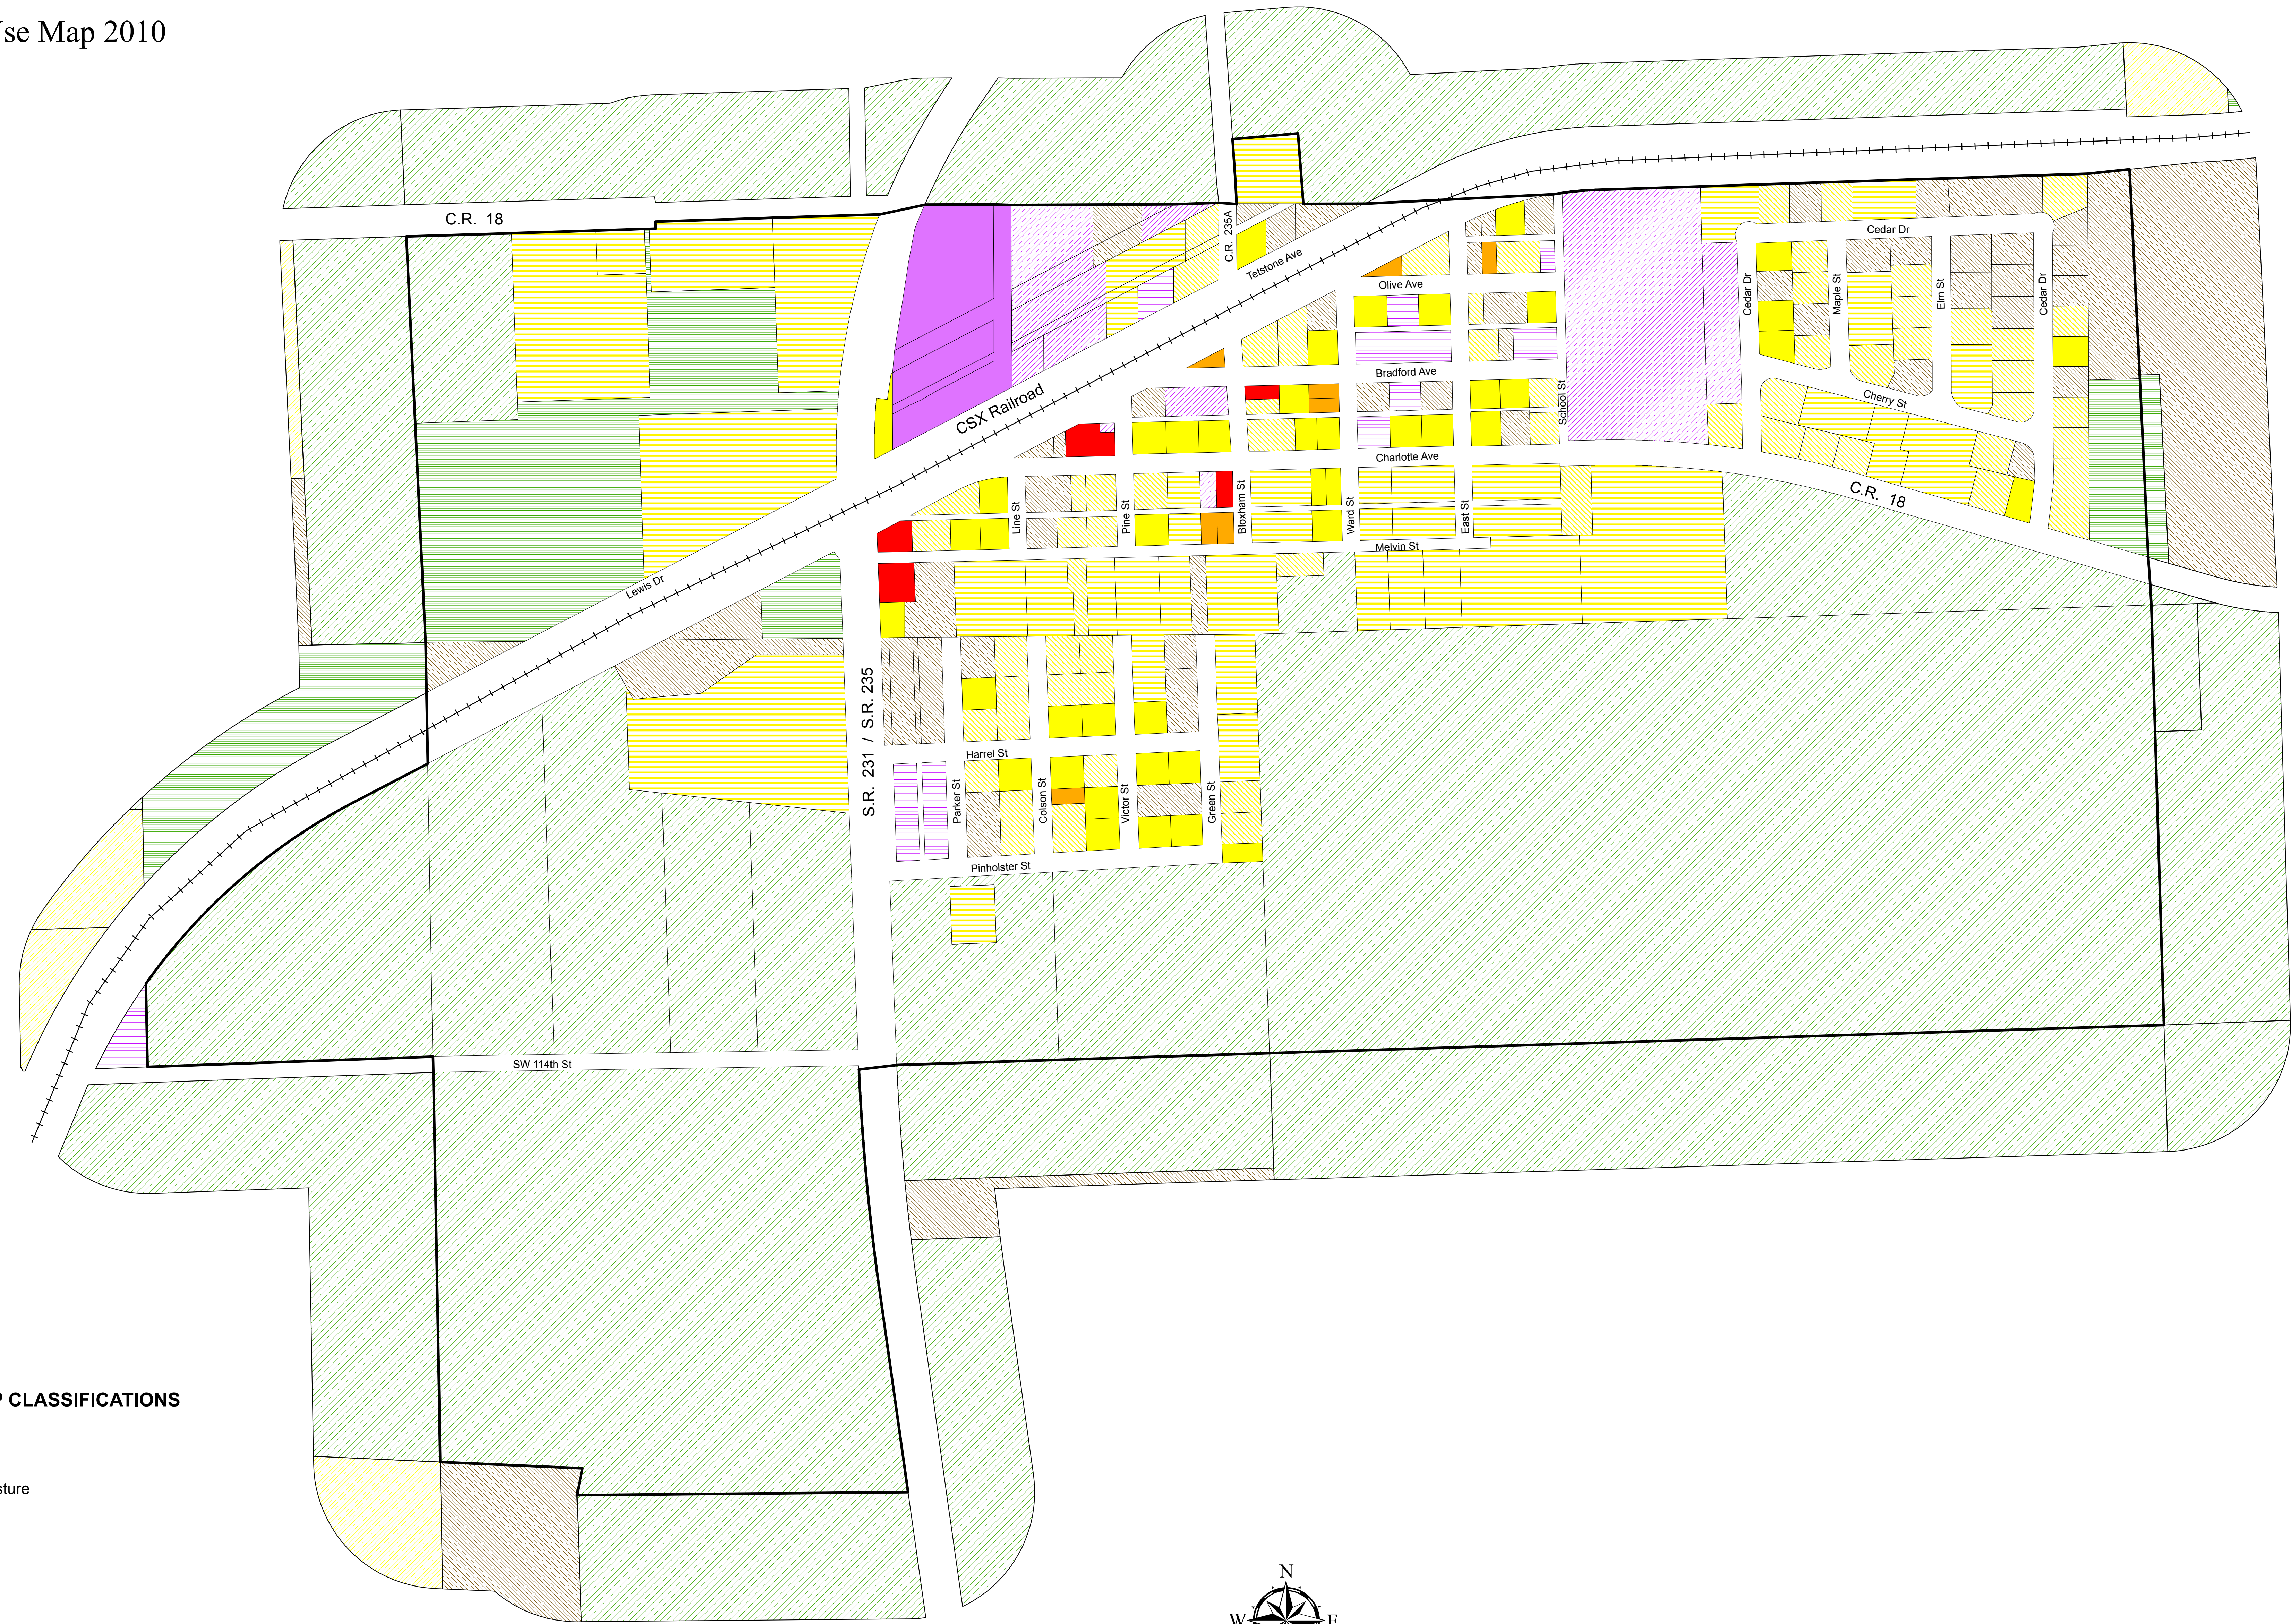 Use Map 2010
C.R. 18
C.R. 235A
Tetstone Ave
Olive Ave
Cedar Dr
Cedar Dr
Maple St
Elm St
Cedar Dr
CSX Railroad
Bradford Ave
School St
Cherry St
Charlotte Ave
C.R. 18
Line St
Pine St
Bloxham St
Ward St
East St
Melvin St
Lewis Dr
S.R. 231 / S.R. 235
Harrel St
Parker St
Colson St
Victor St
Green St
Pinholster St
SW 114th St
P CLASSIFICATIONS
sture
N
W
E